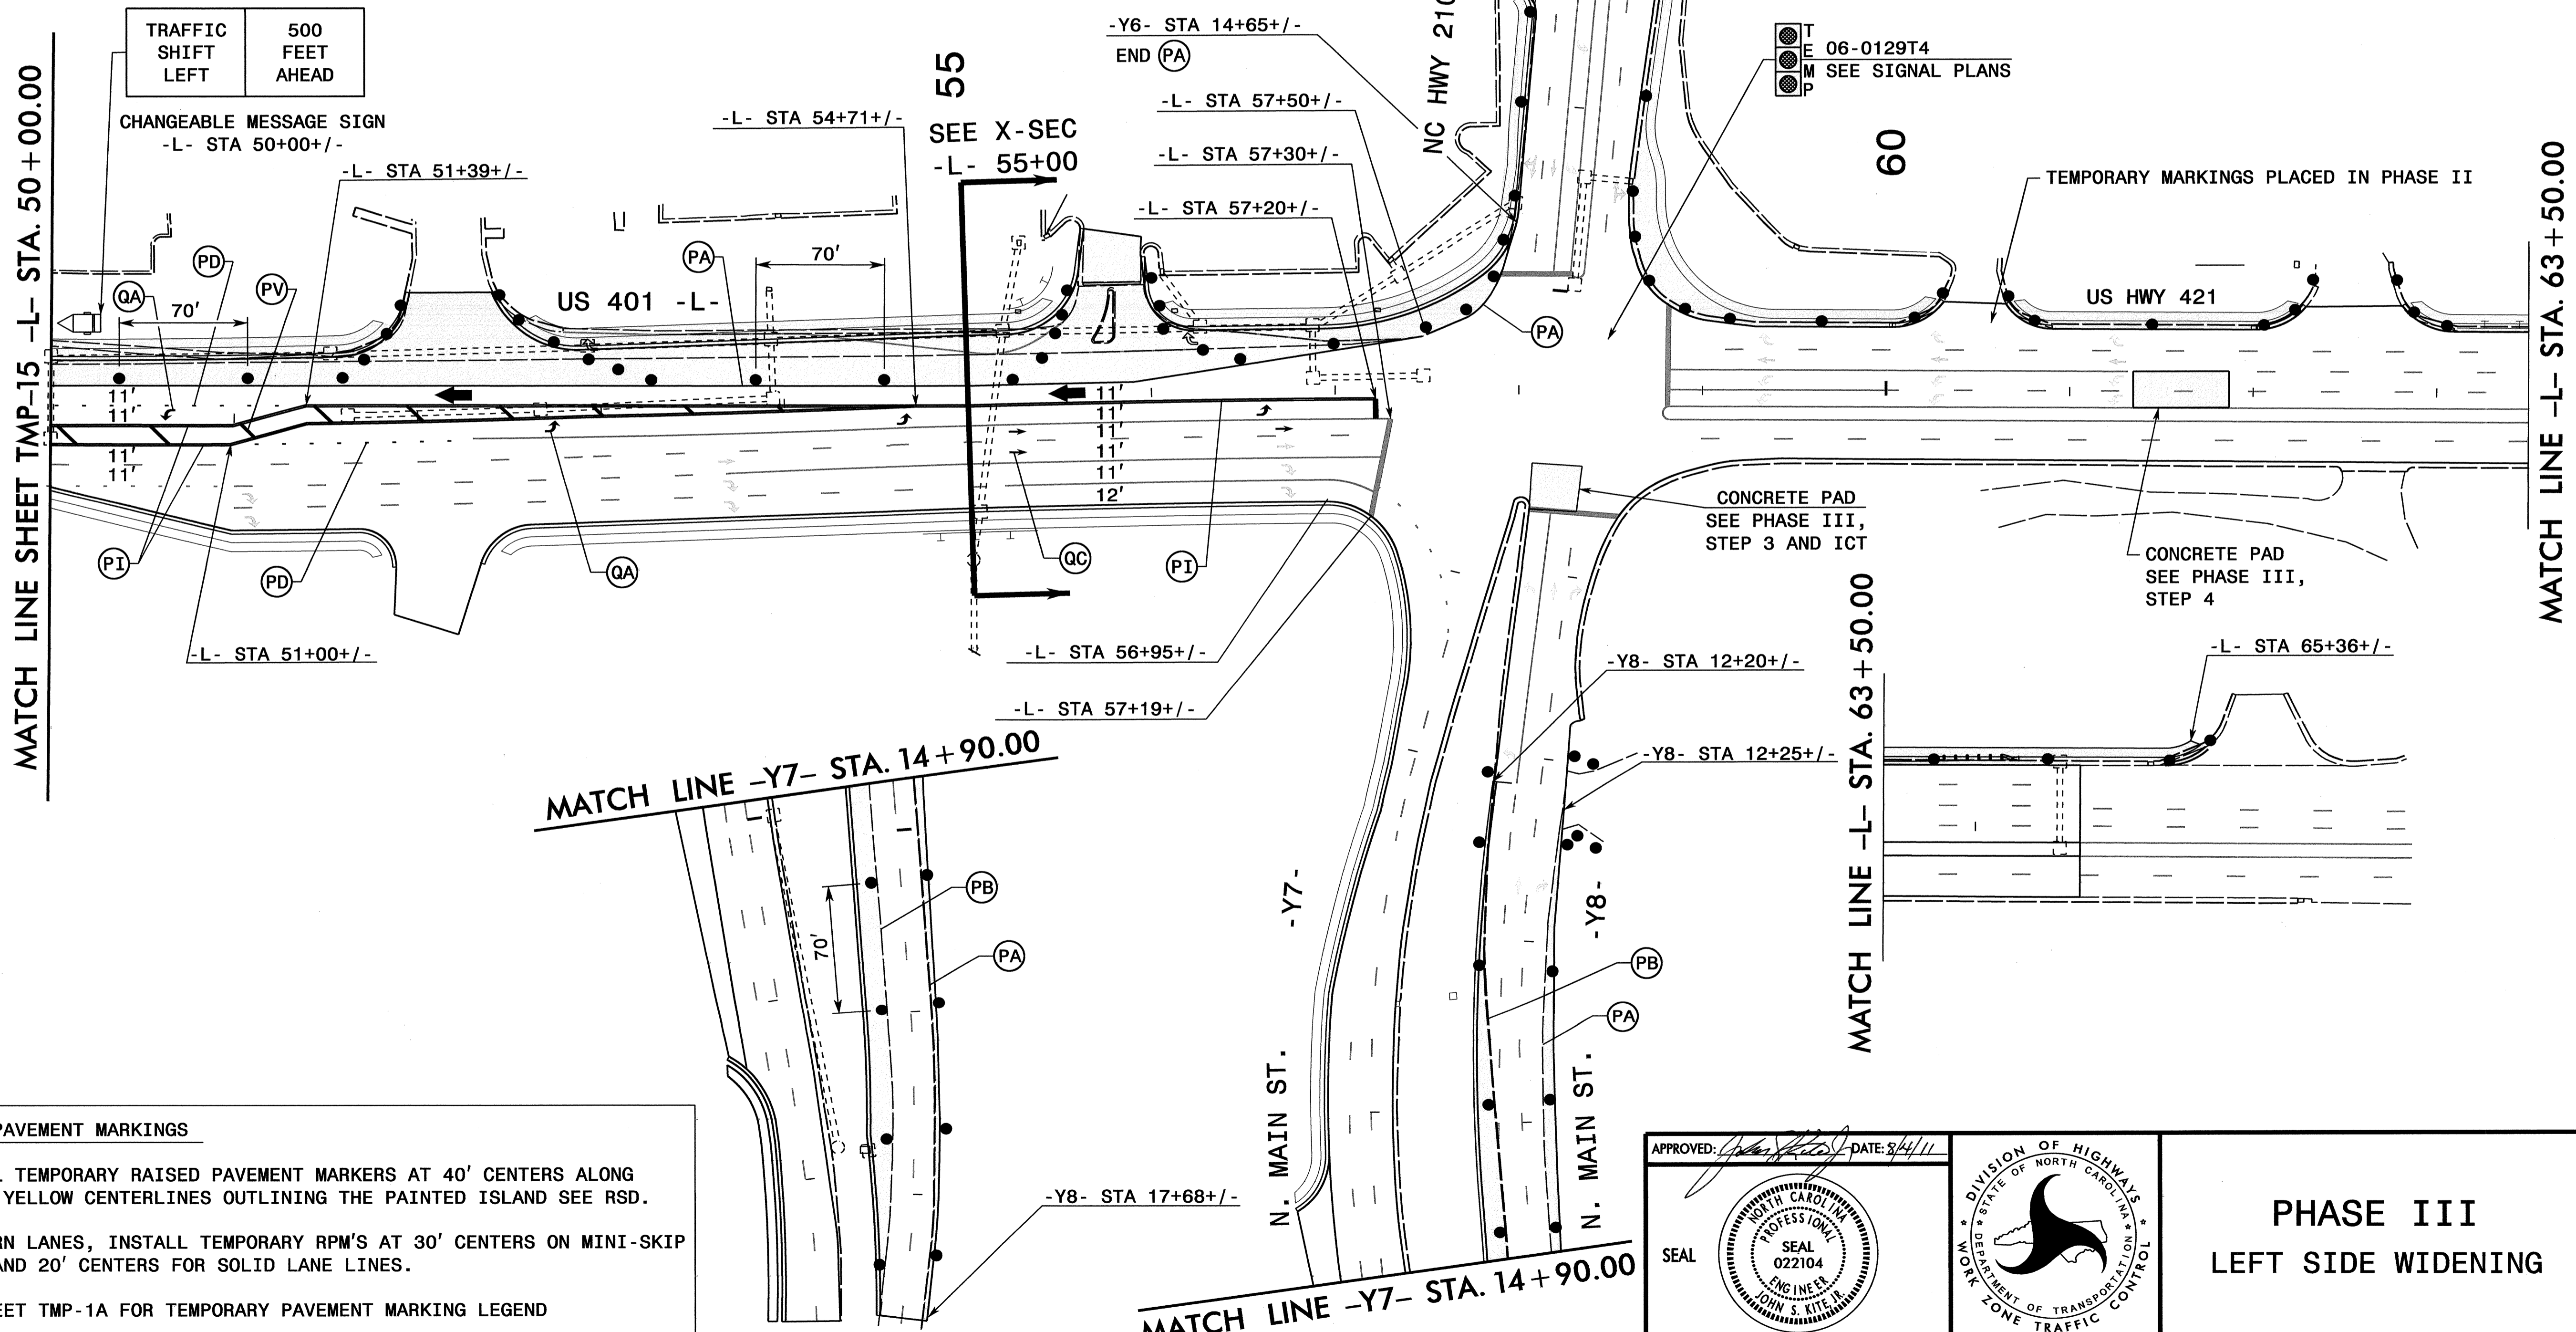 TRAFFIC
SHIFT
LEFT
500
FEET
AHEAD
CHANGEABLE MESSAGE SIGN
-L- STA 50+00+/-
MATCH LINE SHEET TMP-15 -L- STA. 50+00.00
-L- STA 51+39+/-
-L- STA 54+71+/-
55
SEE X-SEC
-L- 55+00
-Y6- STA 14+65+/-
END PA
-L- STA 57+50+/-
-L- STA 57+30+/-
-L- STA 57+20+/-
NC HWY 210
T
E
M
P
06-0129T4
SEE SIGNAL PLANS
60
TEMPORARY MARKINGS PLACED IN PHASE II
MATCH LINE -L- STA. 63+50.00
PD
QA
PV
70'
US 401 -L-
PA
70'
PA
US HWY 421
11'
11'
11'
11'
11'
11'
11'
11'
11'
12'
PI
PD
QA
QC
PI
-L- STA 51+00+/-
-L- STA 56+95+/-
-L- STA 57+19+/-
CONCRETE PAD
SEE PHASE III,
STEP 3 AND ICT
CONCRETE PAD
SEE PHASE III,
STEP 4
-Y8- STA 12+20+/-
-Y8- STA 12+25+/-
MATCH LINE -L- STA. 63+50.00
-L- STA 65+36+/-
MATCH LINE -Y7- STA. 14+90.00
PB
70'
PA
-Y7-
-Y8-
PB
PA
N. MAIN ST.
N. MAIN ST.
-Y8- STA 17+68+/-
MATCH LINE -Y7- STA. 14+90.00
PAVEMENT MARKINGS
TEMPORARY RAISED PAVEMENT MARKERS AT 40' CENTERS ALONG
YELLOW CENTERLINES OUTLINING THE PAINTED ISLAND SEE RSD.
RN LANES, INSTALL TEMPORARY RPM'S AT 30' CENTERS ON MINI-SKIP
AND 20' CENTERS FOR SOLID LANE LINES.
EET TMP-1A FOR TEMPORARY PAVEMENT MARKING LEGEND
APPROVED: DATE: 8/4/11
SEAL
NORTH CAROLINA
PROFESSIONAL
SEAL
022104
ENGINEER
JOHN S. KITE, JR.
DIVISION OF HIGHWAYS
STATE OF NORTH CAROLINA
DEPARTMENT OF TRANSPORTATION
WORK ZONE TRAFFIC CONTROL
PHASE III
LEFT SIDE WIDENING